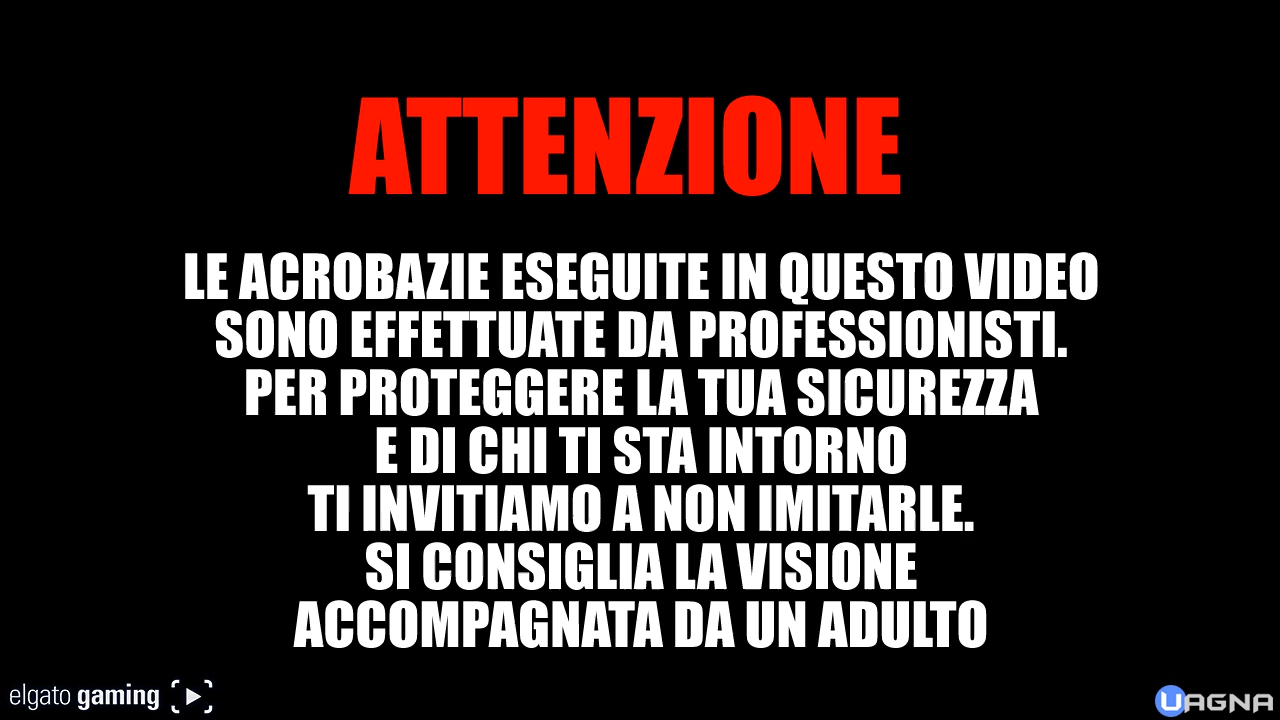 ATTENZIONE
LE ACROBAZIE ESEGUITE IN QUESTO VIDEO
SONO EFFETTUATE DA PROFESSIONISTI.
PER PROTEGGERE LA TUA SICUREZZA
E DI CHI TI STA INTORNO
TI INVITIAMO A NON IMITARLE.
SI CONSIGLIA LA VISIONE
ACCOMPAGNATA DA UN ADULTO
elgato gaming
UAGNA